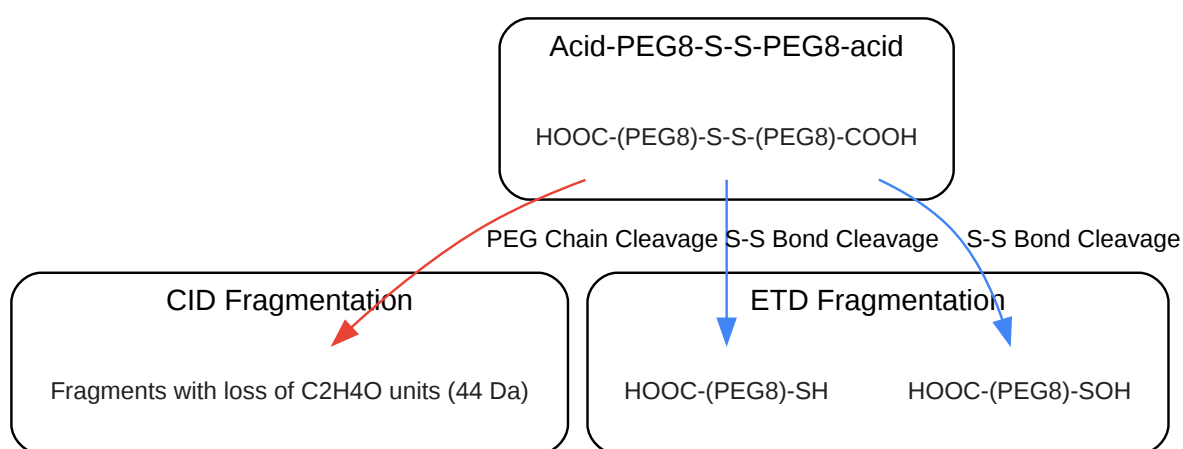 Acid-PEG8-S-S-PEG8-acid
HOOC-(PEG8)-S-S-(PEG8)-COOH
PEG Chain Cleavage
S-S Bond Cleavage
S-S Bond Cleavage
CID Fragmentation
Fragments with loss of C2H4O units (44 Da)
ETD Fragmentation
HOOC-(PEG8)-SH
HOOC-(PEG8)-SOH